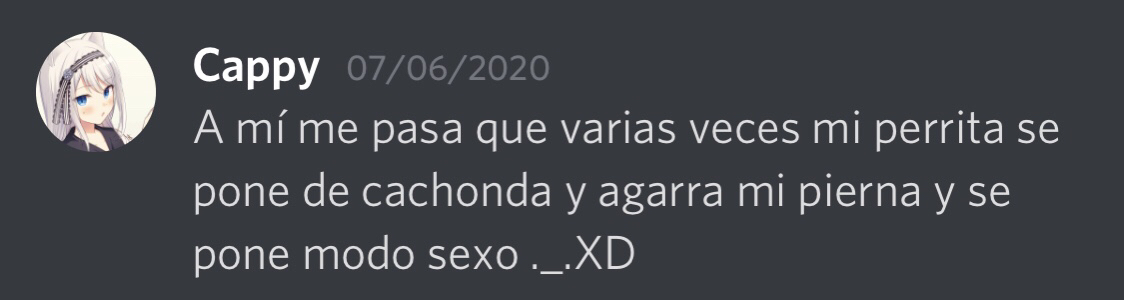 Cappy 07/06/2020
A mí me pasa que varias veces mi perrita se
pone de cachonda y agarra mi pierna y se
pone modo sexo ._.XD